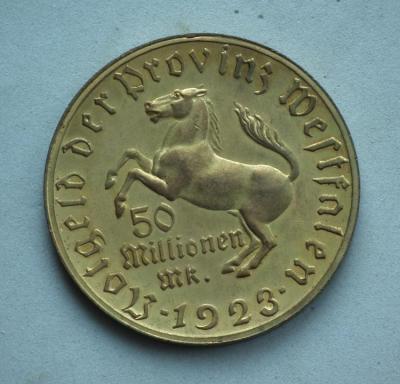 Notgeld der Provinz Westfalen
50
Millionen
Mk.
· 1923 ·